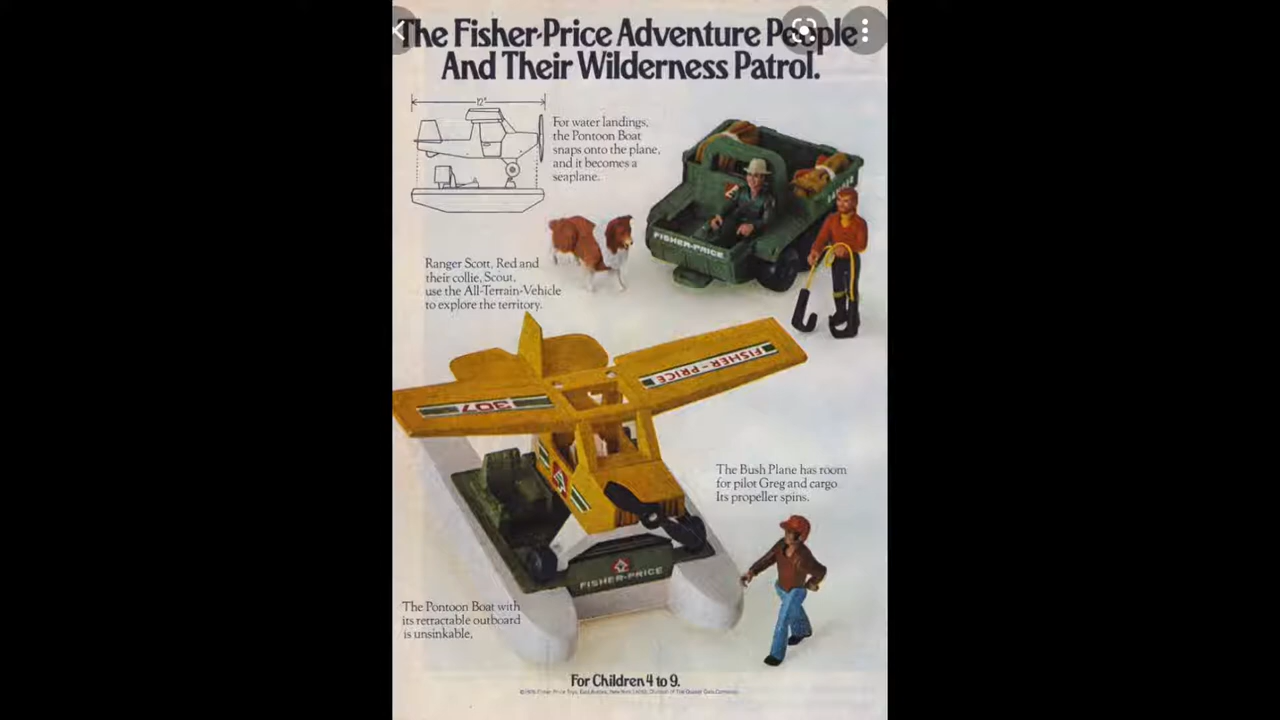 The Fisher-Price Adventure People
And Their Wilderness Patrol.
12"
For water landings,
the Pontoon Boat
snaps onto the plane,
and it becomes a
seaplane.
FISHER-PRICE
Ranger Scott, Red and
their collie, Scout,
use the All-Terrain-Vehicle
to explore the territory.
FISHER-PRICE
307
The Bush Plane has room
for pilot Greg and cargo
Its propeller spins.
FISHER-PRICE
The Pontoon Boat with
its retractable outboard
is unsinkable.
For Children 4 to 9.